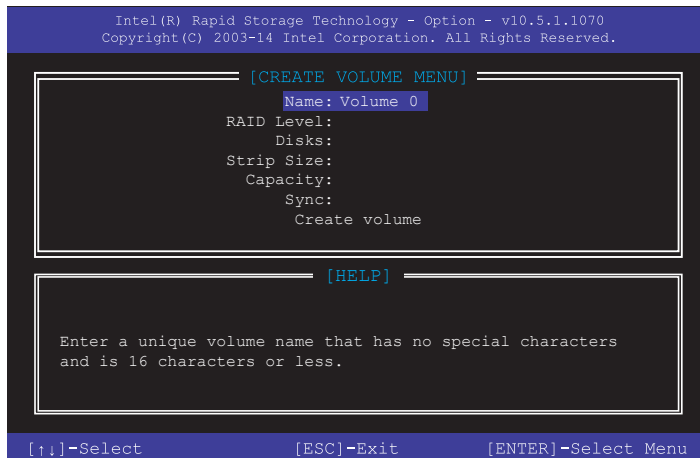 Intel(R) Rapid Storage Technology - Option - v10.5.1.1070
Copyright(C) 2003-14 Intel Corporation. All Rights Reserved.
[CREATE VOLUME MENU]
Name: Volume 0
RAID Level:
Disks:
Strip Size:
Capacity:
Sync:
Create volume
[HELP]
Enter a unique volume name that has no special characters
and is 16 characters or less.
[↑↓]-Select [ESC]-Exit [ENTER]-Select Menu